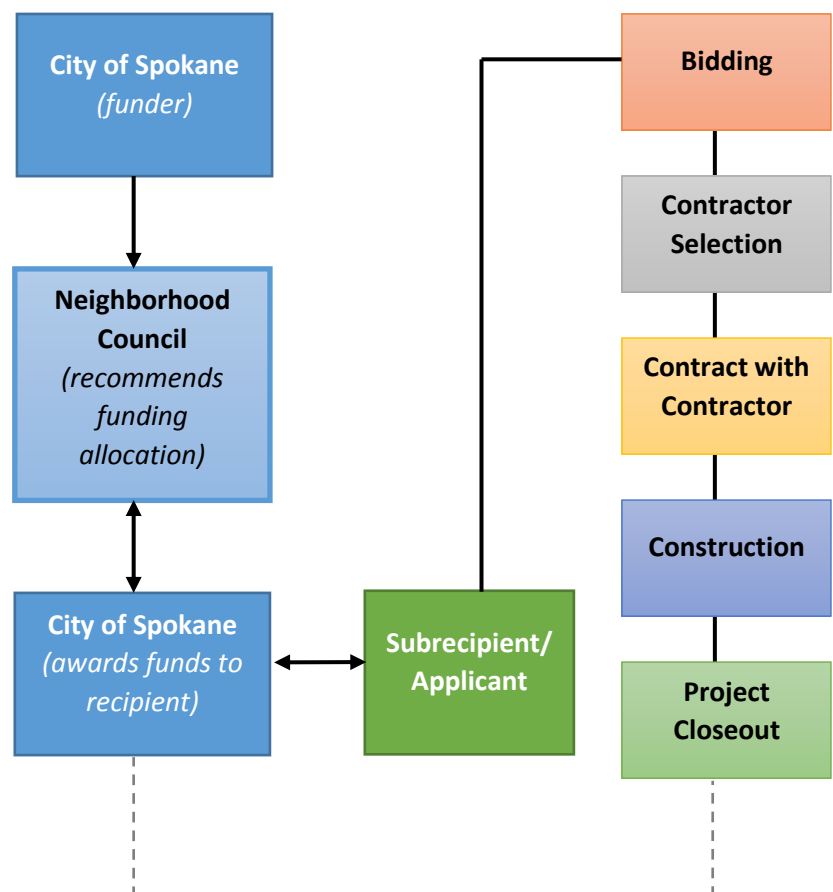 City of Spokane
(funder)
Neighborhood
Council
(recommends
funding
allocation)
City of Spokane
(awards funds to
recipient)
Subrecipient/
Applicant
Bidding
Contractor
Selection
Contract with
Contractor
Construction
Project
Closeout